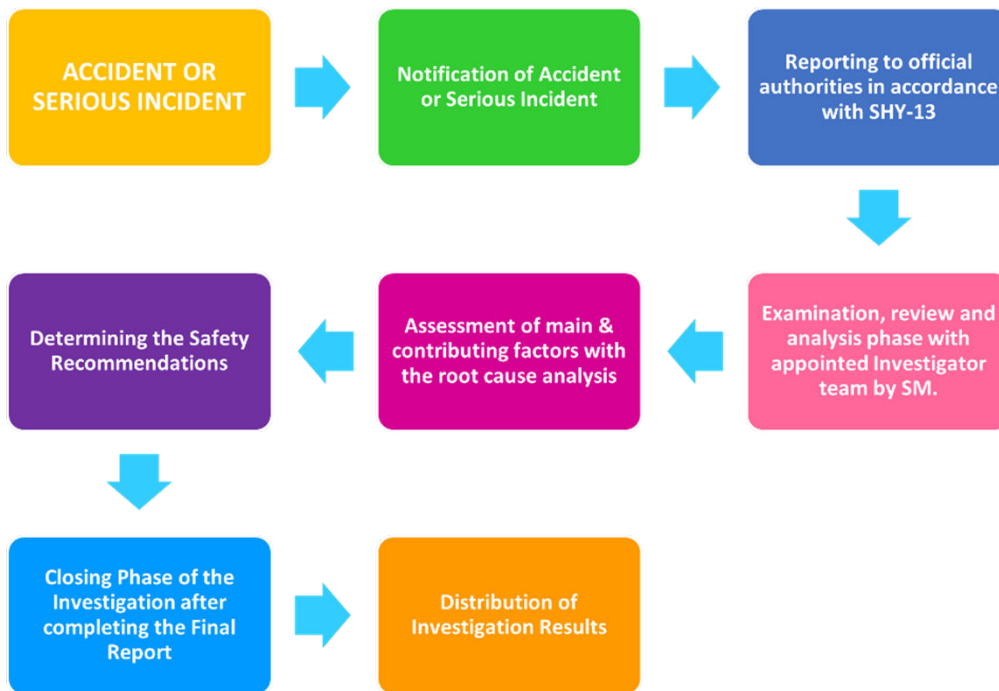 ACCIDENT OR
SERIOUS INCIDENT
Notification of Accident
or Serious Incident
Reporting to official
authorities in accordance
with SHY-13
Examination, review and
analysis phase with
appointed Investigator
team by SM.
Assessment of main &
contributing factors with
the root cause analysis
Determining the Safety
Recommendations
Closing Phase of the
Investigation after
completing the Final
Report
Distribution of
Investigation Results